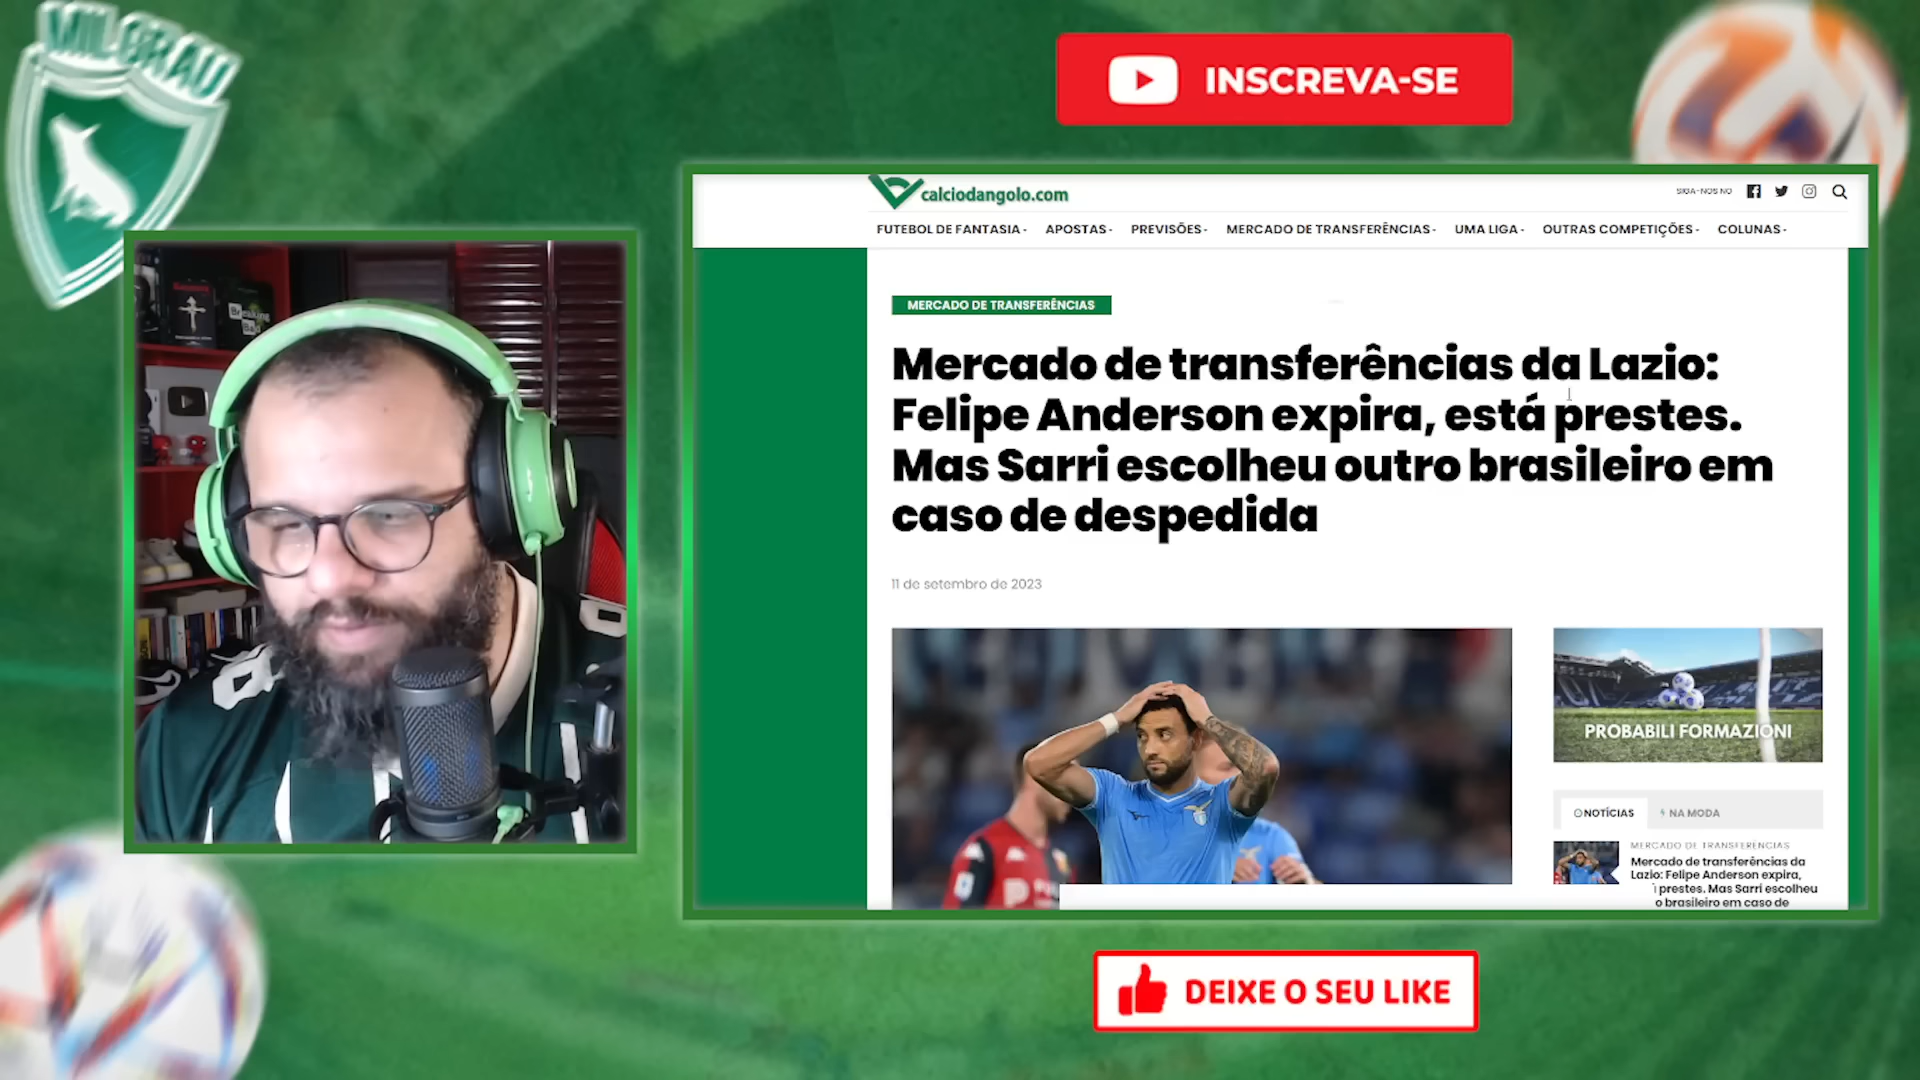 MILGRAU
INSCREVA-SE
calciodangolo.com
SIGA-NOS NO
FUTEBOL DE FANTASIA
APOSTAS
PREVISÕES
MERCADO DE TRANSFERÊNCIAS
UMA LIGA
OUTRAS COMPETIÇÕES
COLUNAS
MERCADO DE TRANSFERÊNCIAS
Mercado de transferências da Lazio:
Felipe Anderson expira, está prestes.
Mas Sarri escolheu outro brasileiro em
caso de despedida
11 de setembro de 2023
Breaking
Bad
PROBABILI FORMAZIONI
NOTÍCIAS
NA MODA
MERCADO DE TRANSFERÊNCIAS
Mercado de transferências da
Lazio: Felipe Anderson expira,
prestes. Mas Sarri escolheu
o brasileiro em caso de
DEIXE O SEU LIKE